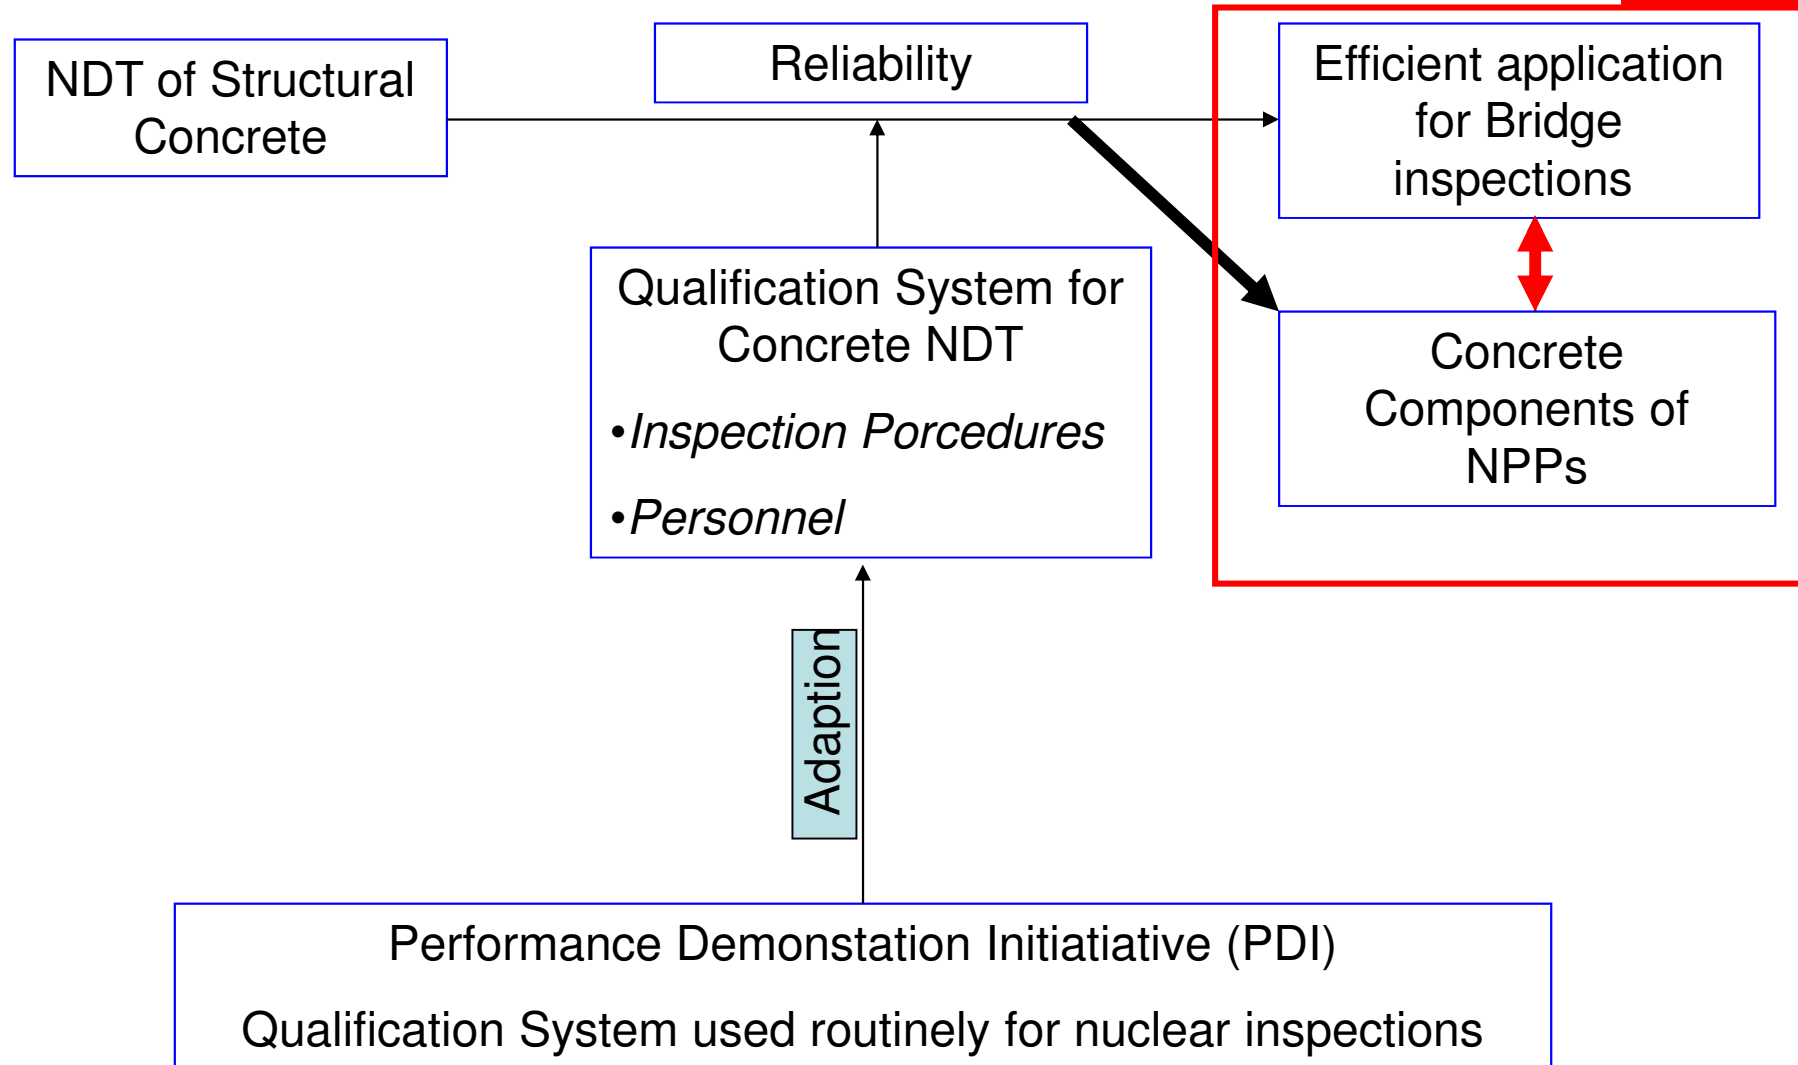 NDT of Structural
Concrete
Reliability
Efficient application
for Bridge
inspections
Qualification System for
Concrete NDT
•Inspection Porcedures
•Personnel
Concrete
Components of
NPPs
Adaption
Performance Demonstation Initiatiative (PDI)
Qualification System used routinely for nuclear inspections